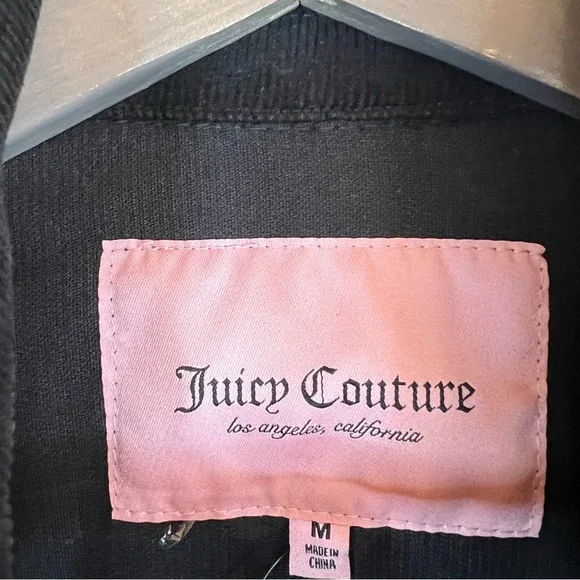 Juicy Couture
los angeles, california
M
MADE IN
CHINA